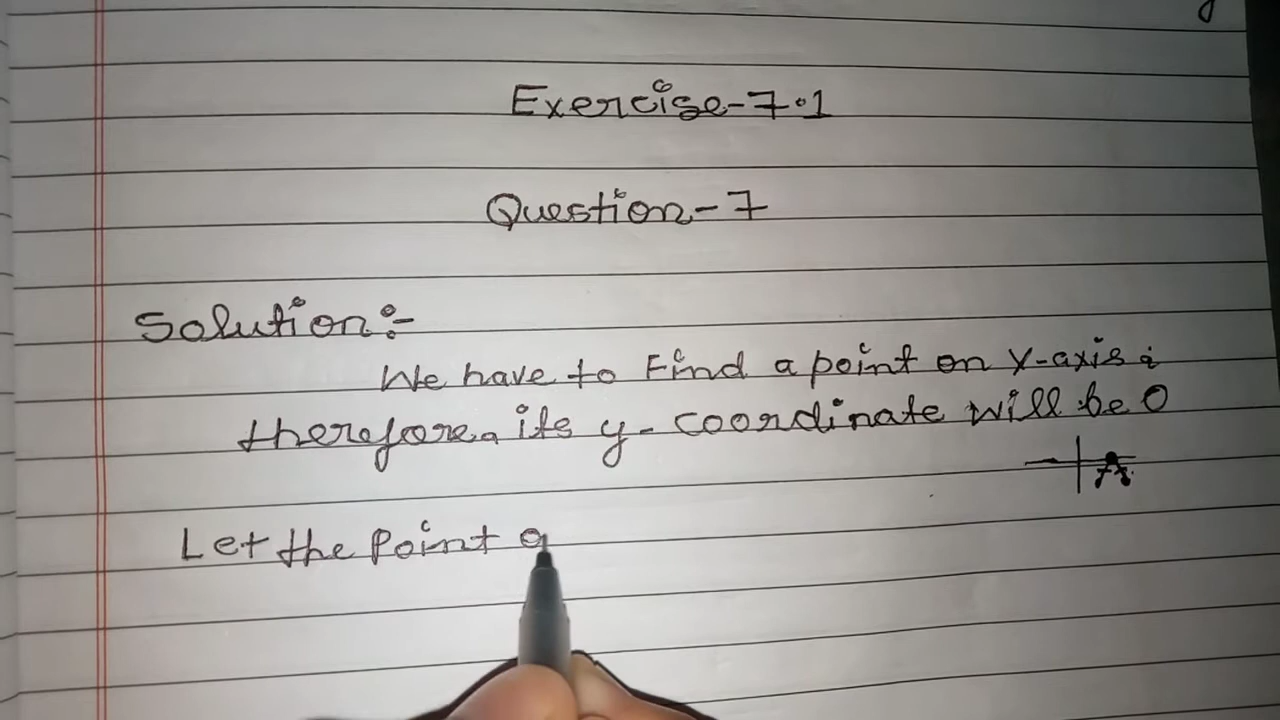 Exercise-7.1
Question-7
Solution:-
We have to Find a point on X-axis ;
therefore, its y-coordinate will be 0
Let the Point